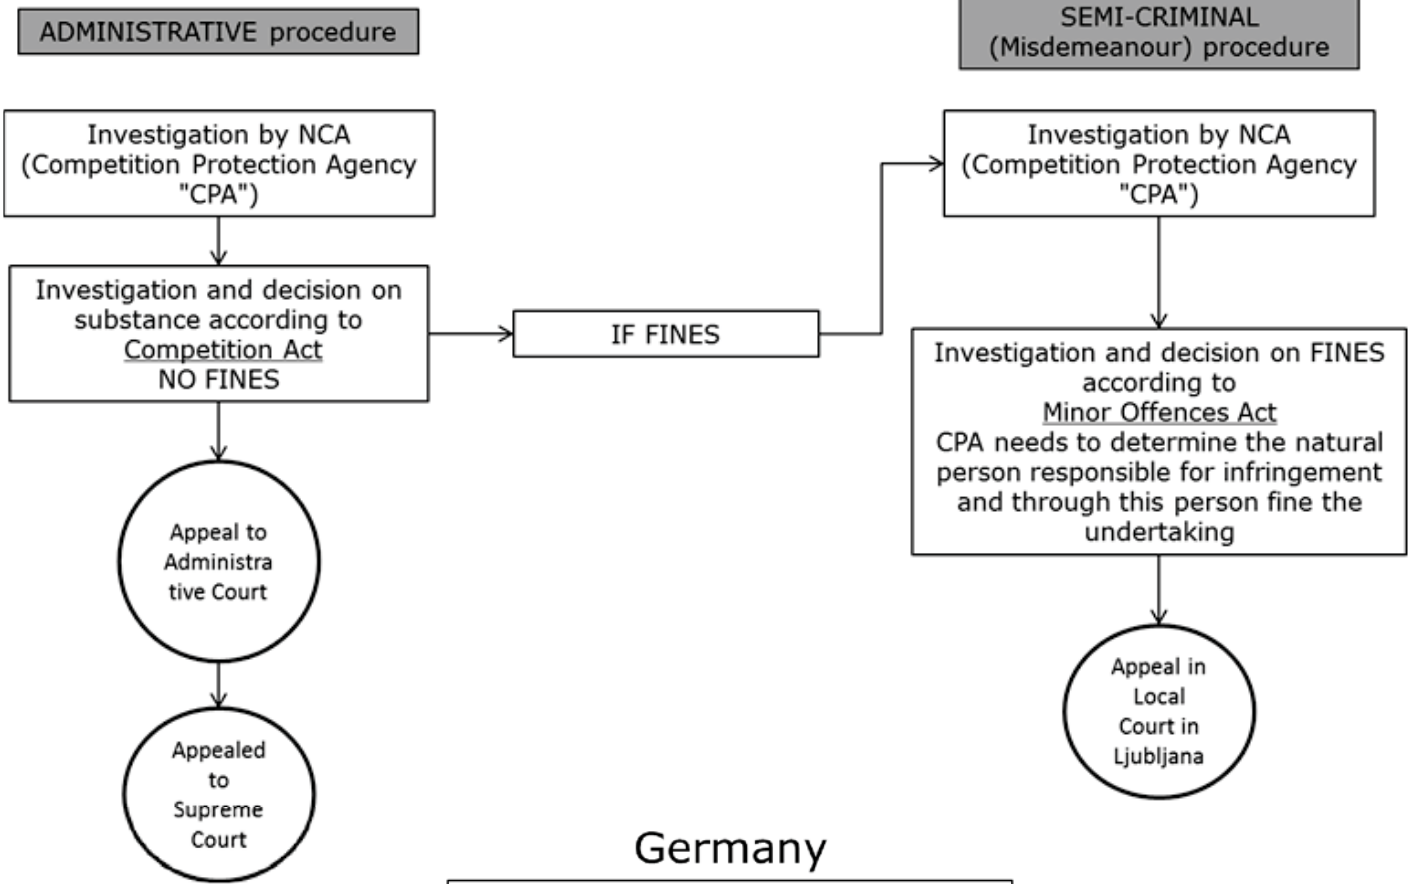 ADMINISTRATIVE procedure
SEMI-CRIMINAL
(Misdemeanour) procedure
Investigation by NCA
(Competition Protection Agency
"CPA")
Investigation by NCA
(Competition Protection Agency
"CPA")
Investigation and decision on
substance according to
Competition Act
NO FINES
IF FINES
Investigation and decision on FINES
according to
Minor Offences Act
CPA needs to determine the natural
person responsible for infringement
and through this person fine the
undertaking
Appeal to
Administra
tive Court
Appeal in
Local
Court in
Ljubljana
Appealed
to
Supreme
Court
Germany